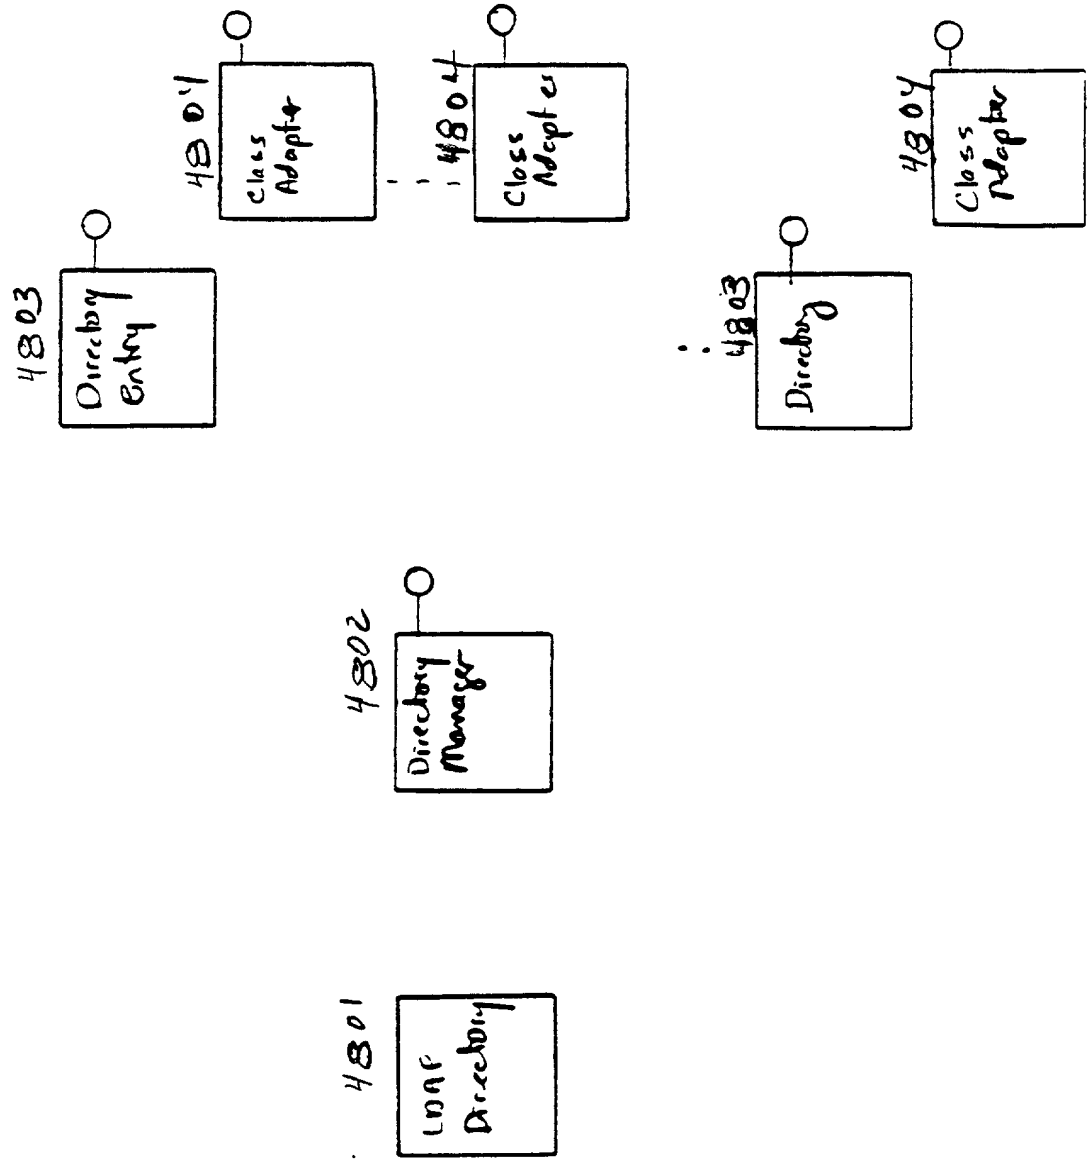 4801
LDAP
Directory
4802
Directory
Manager
4803
Directory
Entry
4804
Class
Adapter
4804
Class
Adapter
4803
Directory
4804
Class
Adapter